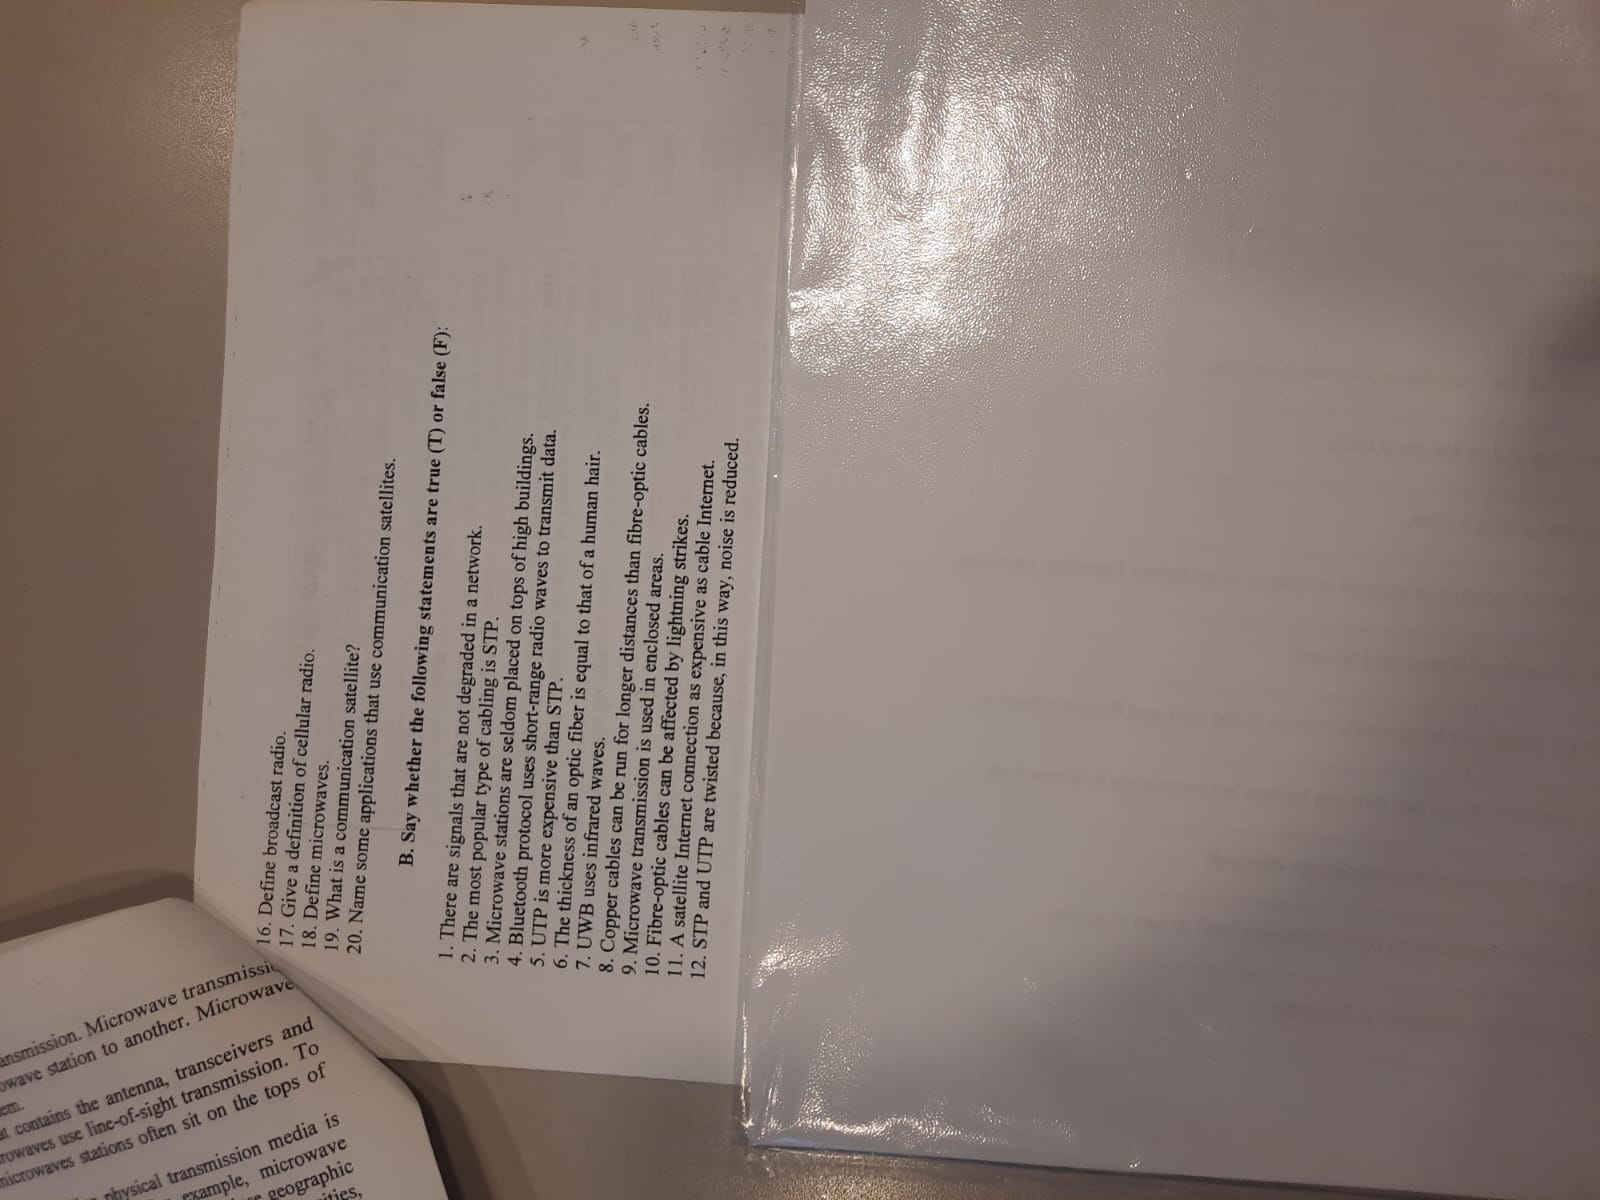 ansmission. Microwave transmissi
owave station to another. Microwave
em.
at contains the antenna, transceivers and
rowaves use line-of-sight transmission. To
microwaves stations often sit on the tops of
physical transmission media is
example, microwave
geographic
ities,
16. Define broadcast radio.
17. Give a definition of cellular radio.
18. Define microwaves.
19. What is a communication satellite?
20. Name some applications that use communication satellites.
B. Say whether the following statements are true (T) or false (F):
1. There are signals that are not degraded in a network.
2. The most popular type of cabling is STP.
3. Microwave stations are seldom placed on tops of high buildings.
4. Bluetooth protocol uses short-range radio waves to transmit data.
5. UTP is more expensive than STP.
6. The thickness of an optic fiber is equal to that of a human hair.
7. UWB uses infrared waves.
8. Copper cables can be run for longer distances than fibre-optic cables.
9. Microwave transmission is used in enclosed areas.
10. Fibre-optic cables can be affected by lightning strikes.
11. A satellite Internet connection as expensive as cable Internet.
12. STP and UTP are twisted because, in this way, noise is reduced.